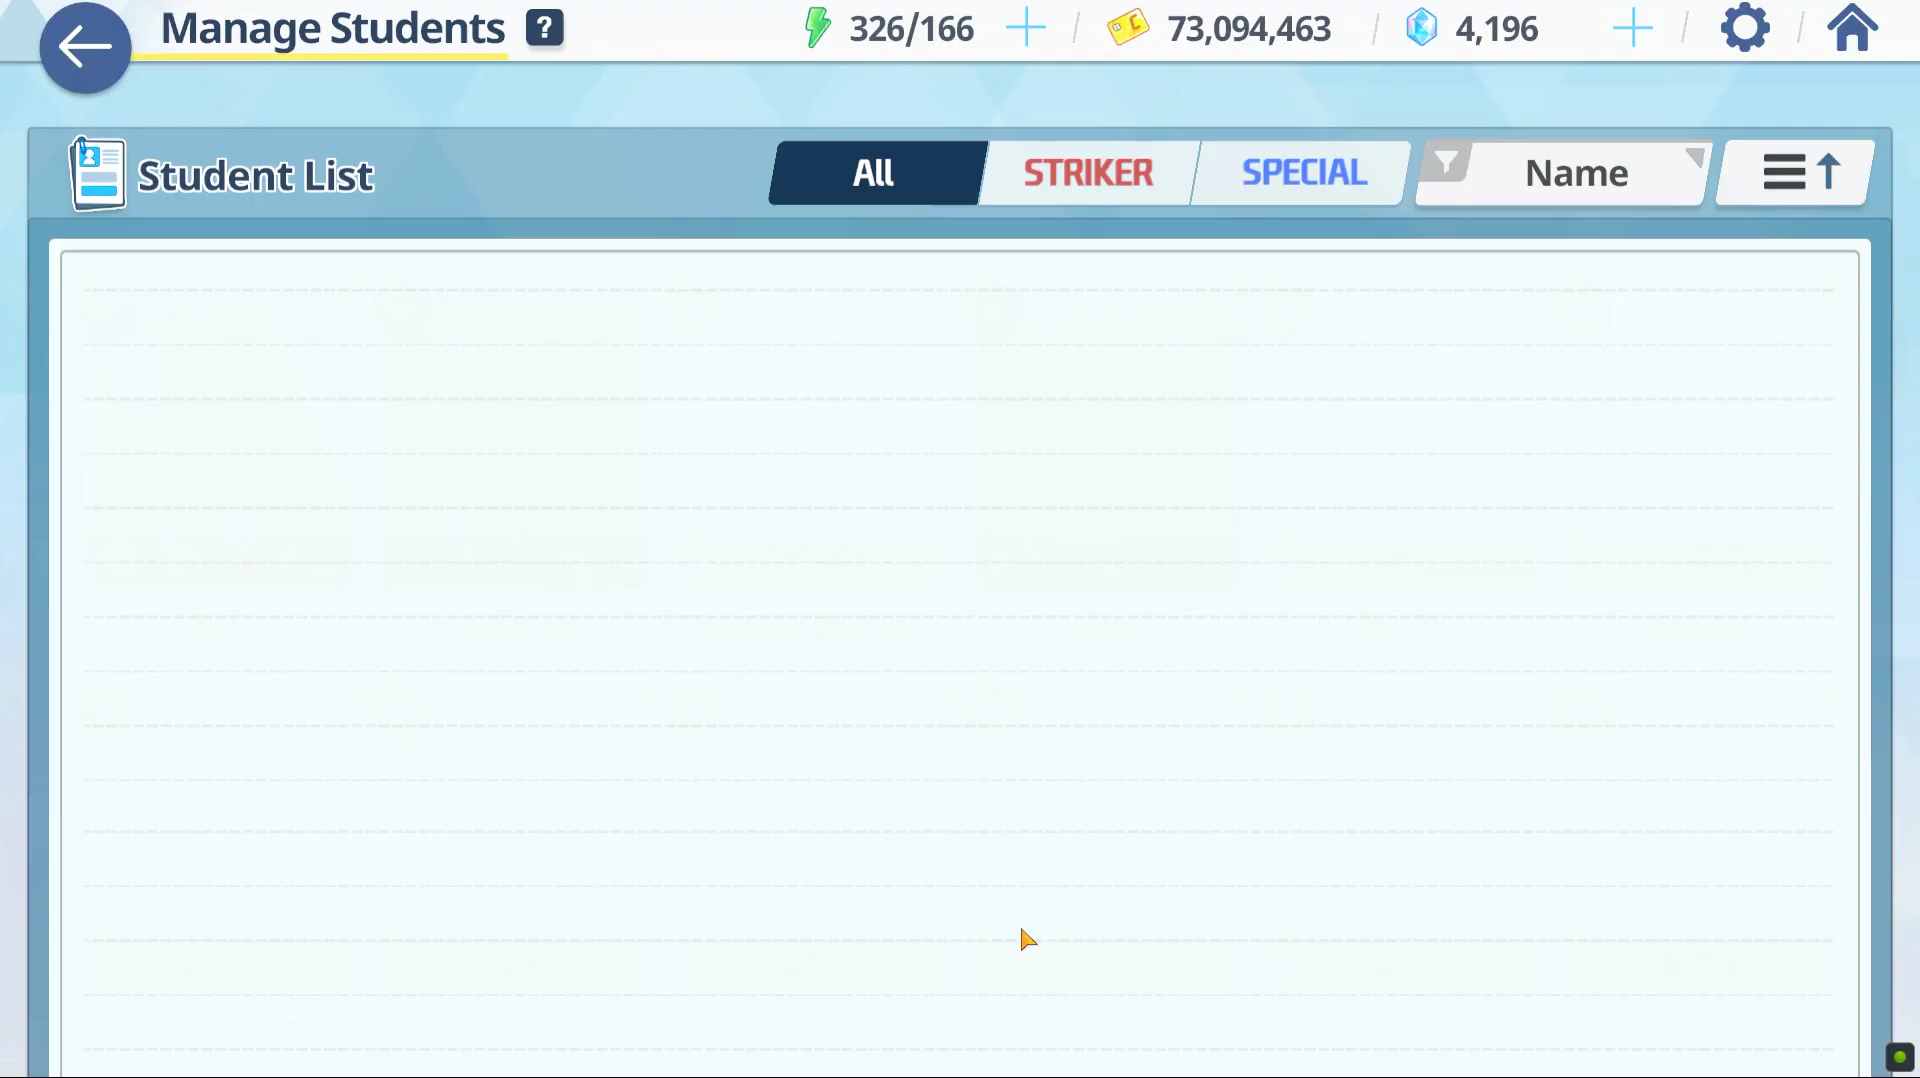 Manage Students ? 326/166 73,094,463 4,196
Student List All STRIKER SPECIAL Name